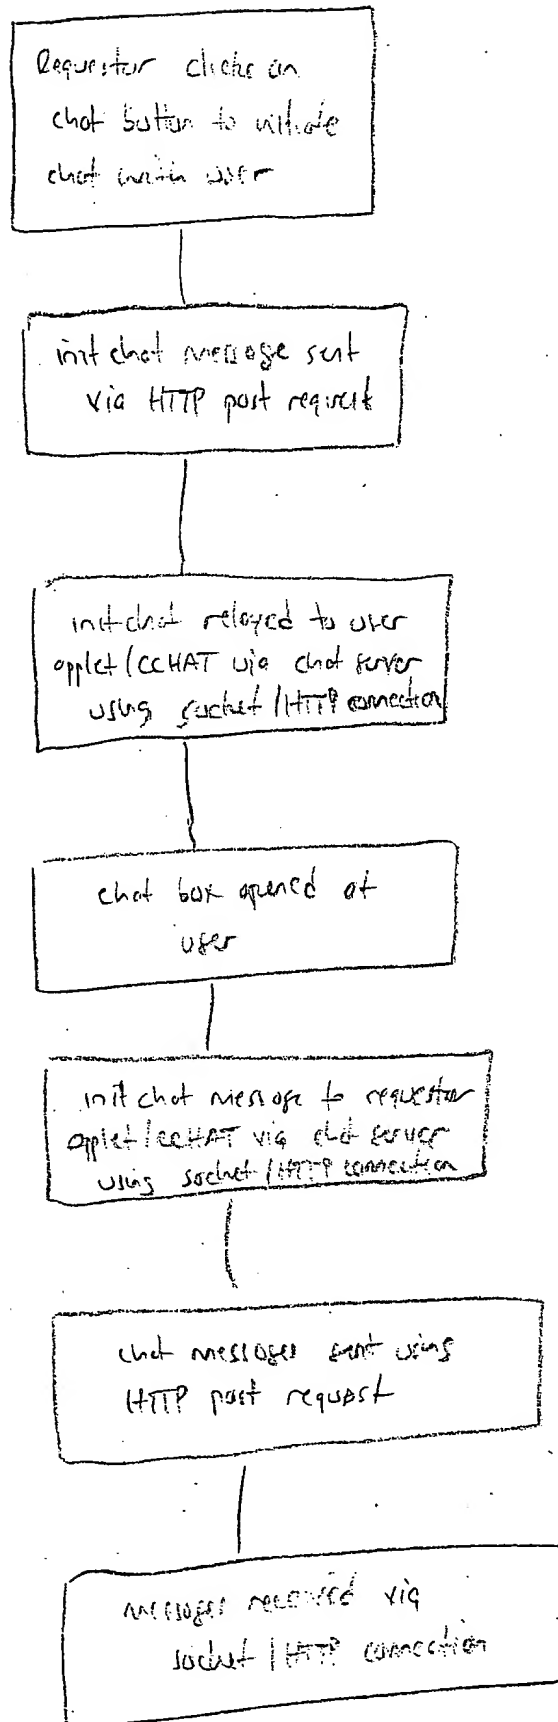 Requestor clicks on
chat button to initiate
chat with user
init chat message sent
via HTTP post request
init chat relayed to user
applet/CCHAT via chat server
using socket/HTTP connection
chat box opened at
user
init chat message to requestor
applet/CCHAT via chat server
using socket/HTTP connection
chat messages sent using
HTTP post request
messages received via
socket/HTTP connection